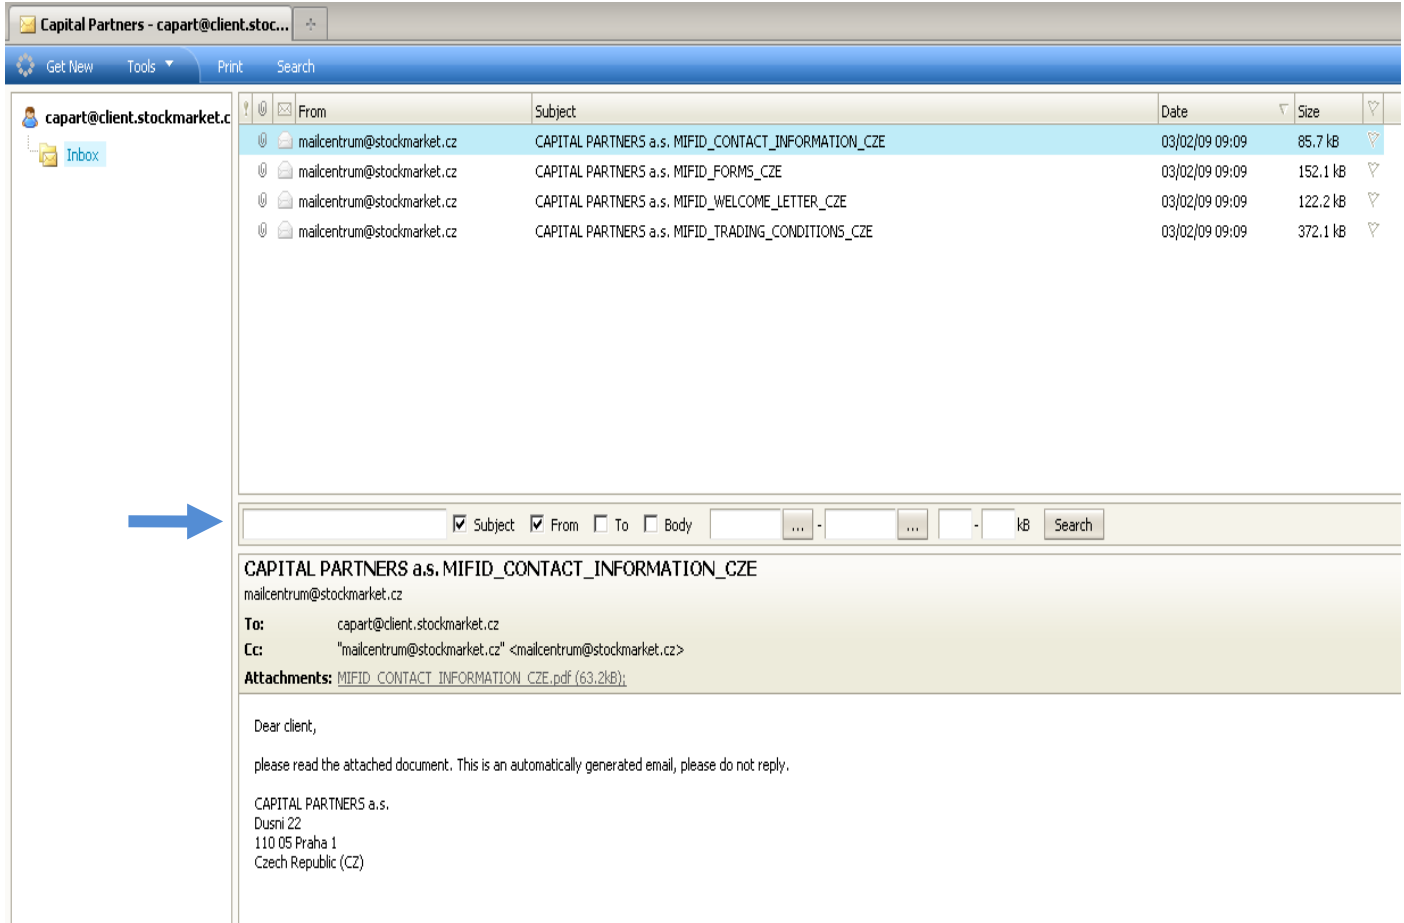 Capital Partners - capart@client.stoc...
Get New Tools Print Search
capart@client.stockmarket.c
Inbox
From Subject Date Size
mailcentrum@stockmarket.cz CAPITAL PARTNERS a.s. MIFID_CONTACT_INFORMATION_CZE 03/02/09 09:09 85.7 kB
mailcentrum@stockmarket.cz CAPITAL PARTNERS a.s. MIFID_FORMS_CZE 03/02/09 09:09 152.1 kB
mailcentrum@stockmarket.cz CAPITAL PARTNERS a.s. MIFID_WELCOME_LETTER_CZE 03/02/09 09:09 122.2 kB
mailcentrum@stockmarket.cz CAPITAL PARTNERS a.s. MIFID_TRADING_CONDITIONS_CZE 03/02/09 09:09 372.1 kB
Subject From To Body ... - ... - kB Search
CAPITAL PARTNERS a.s. MIFID_CONTACT_INFORMATION_CZE
mailcentrum@stockmarket.cz
To: capart@client.stockmarket.cz
Cc: "mailcentrum@stockmarket.cz" <mailcentrum@stockmarket.cz>
Attachments: MIFID_CONTACT_INFORMATION_CZE.pdf (63.2kB);
Dear client,
please read the attached document. This is an automatically generated email, please do not reply.
CAPITAL PARTNERS a.s.
Dusni 22
110 05 Praha 1
Czech Republic (CZ)